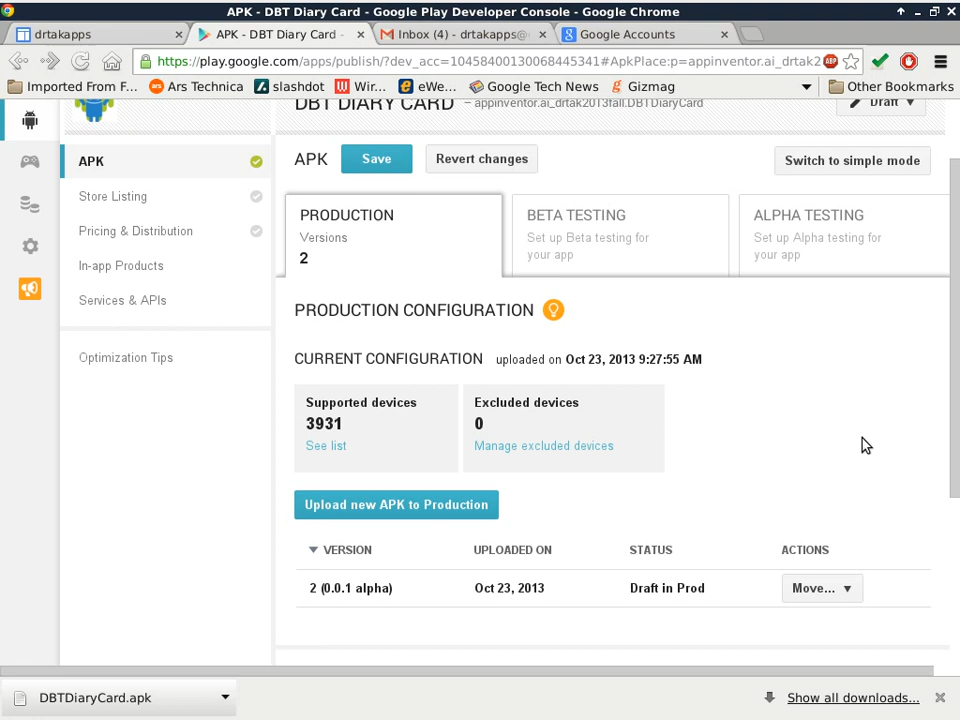 APK - DBT Diary Card - Google Play Developer Console - Google Chrome
drtakapps
APK - DBT Diary Card -
Inbox (4) - drtakapps@
Google Accounts
https://play.google.com/apps/publish/?dev_acc=10458400130068445341#ApkPlace:p=appinventor.ai_drtak2
ABP
Imported From F...
Ars Technica
slashdot
Wir...
eWe...
Google Tech News
Gizmag
Other Bookmarks
DBT DIARY CARD – appinventor.ai_drtak2013fall.DBTDiaryCard
Draft
APK
Store Listing
Pricing & Distribution
In-app Products
Services & APIs
Optimization Tips
APK
Save
Revert changes
Switch to simple mode
PRODUCTION
Versions
2
BETA TESTING
Set up Beta testing for
your app
ALPHA TESTING
Set up Alpha testing for
your app
PRODUCTION CONFIGURATION
CURRENT CONFIGURATION uploaded on Oct 23, 2013 9:27:55 AM
Supported devices
3931
See list
Excluded devices
0
Manage excluded devices
Upload new APK to Production
VERSION UPLOADED ON STATUS ACTIONS
2 (0.0.1 alpha) Oct 23, 2013 Draft in Prod Move...
DBTDiaryCard.apk
Show all downloads...